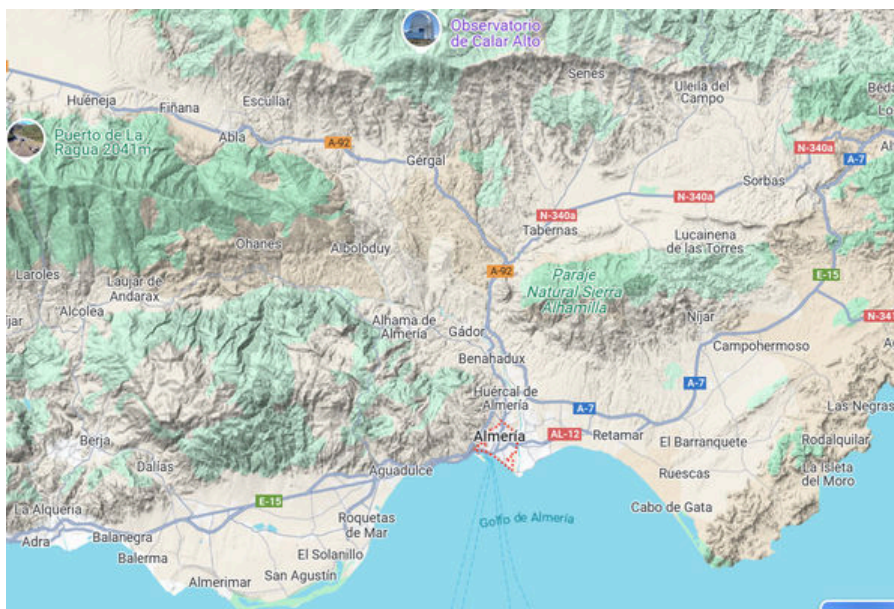 Observatorio
de Calar Alto
Senes
Uleila del
Campo
Huéneja
Fiñana
Escullar
Abla
A-92
Puerto de La
Ragua 2041m
Gérgal
N-340a
A-7
N-340a
Sorbas
N-340a
Tabernas
Lucainena
de las Torres
Ohanes
Alboloduy
A-92
Paraje
Natural Sierra
Alhamilla
E-15
Laroles
Laujar de
Andarax
Alcolea
Alhama de
Almería
Gádor
Níjar
N-341
Benahadux
Campohermoso
Huércal de
Almería
A-7
A-7
Las Negras
Almería
AL-12
Retamar
El Barranquete
Rodalquilar
Berja
Dalías
Aguadulce
Ruescas
La Isleta
del Moro
E-15
La Alquería
Roquetas
de Mar
Golfo de Almería
Cabo de Gata
Adra
Balanegra
Balerma
El Solanillo
San Agustín
Almerimar